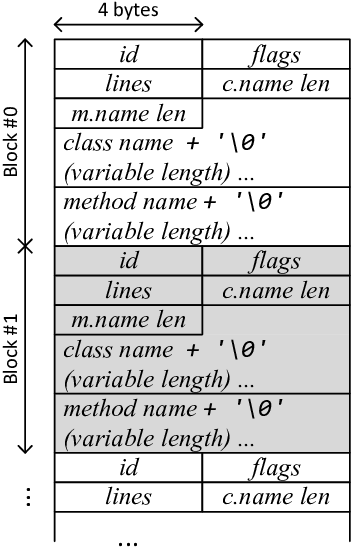 4 bytes
Block #0
id flags
lines c.name len
m.name len
class name + '\0'
(variable length) ...
method name + '\0'
(variable length) ...
Block #1
id flags
lines c.name len
m.name len
class name + '\0'
(variable length) ...
method name + '\0'
(variable length) ...
... id flags
lines c.name len
...